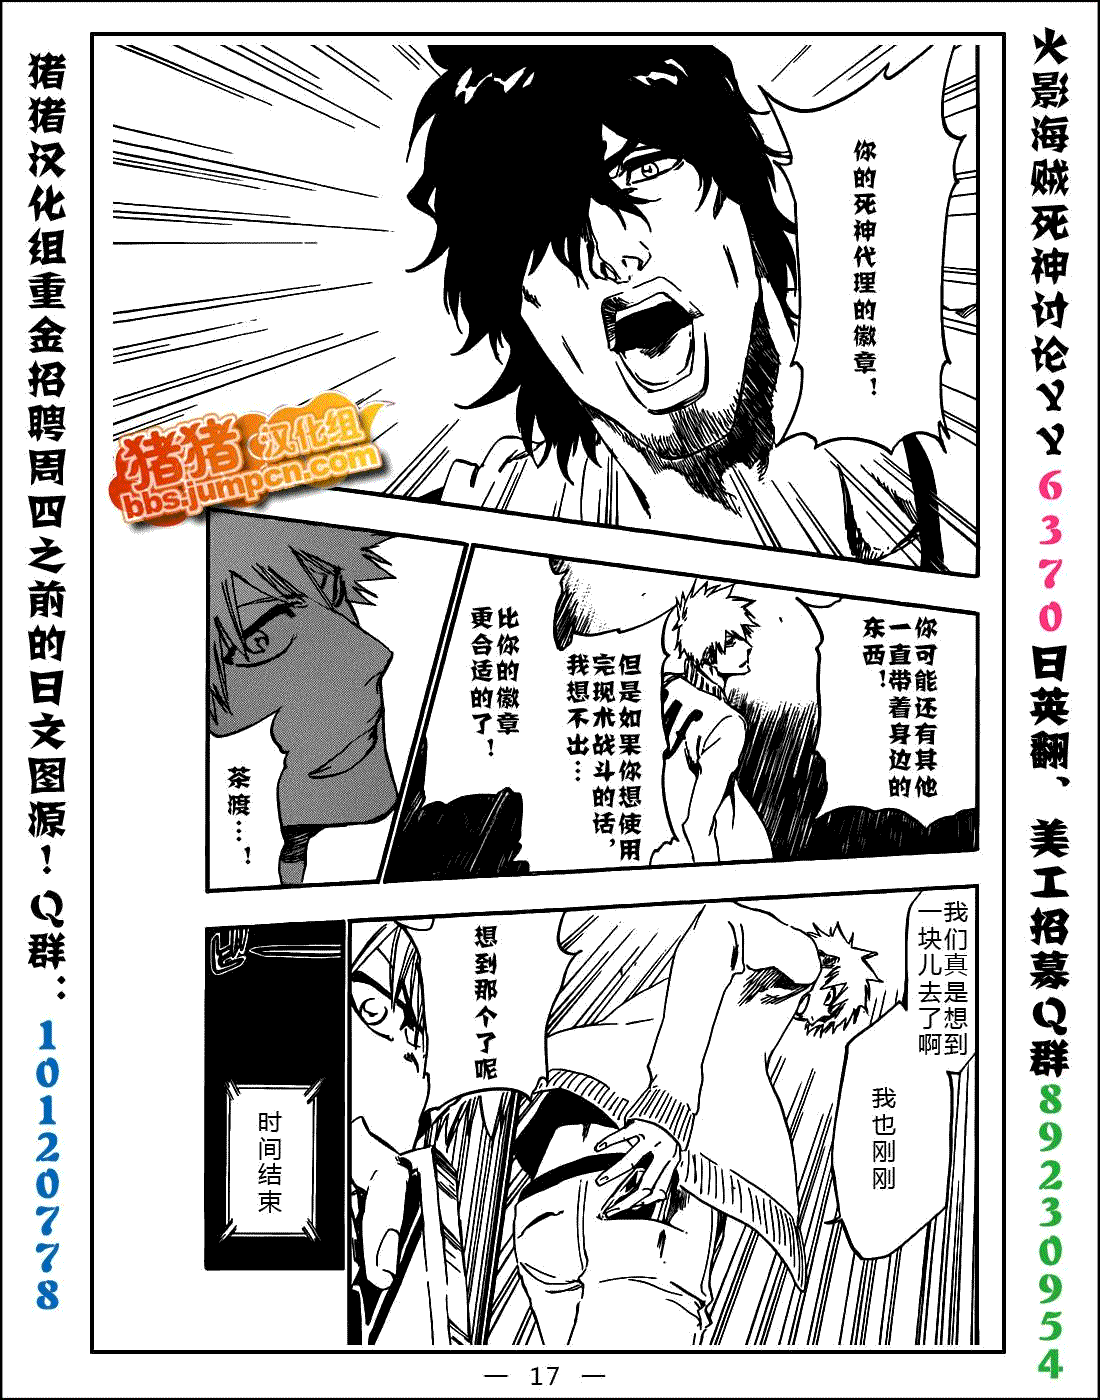 火影海贼死神讨论YY6370日英翻、美工招募Q群892309954
你的死神代理的徽章！
猪猪汉化组
bbs.jumpcn.com
你可能还有其他
一直带着身边的
东西！
但是如果你想使用
完现术战斗的话，
我想不出…
比你的徽章
更合适的了！
茶渡…！
我们真是想到
一块儿去了啊
我也刚刚
想到那个了呢
时间结束
猪猪汉化组重金招聘周四之前的日文图源！Q群：101207778
— 17 —